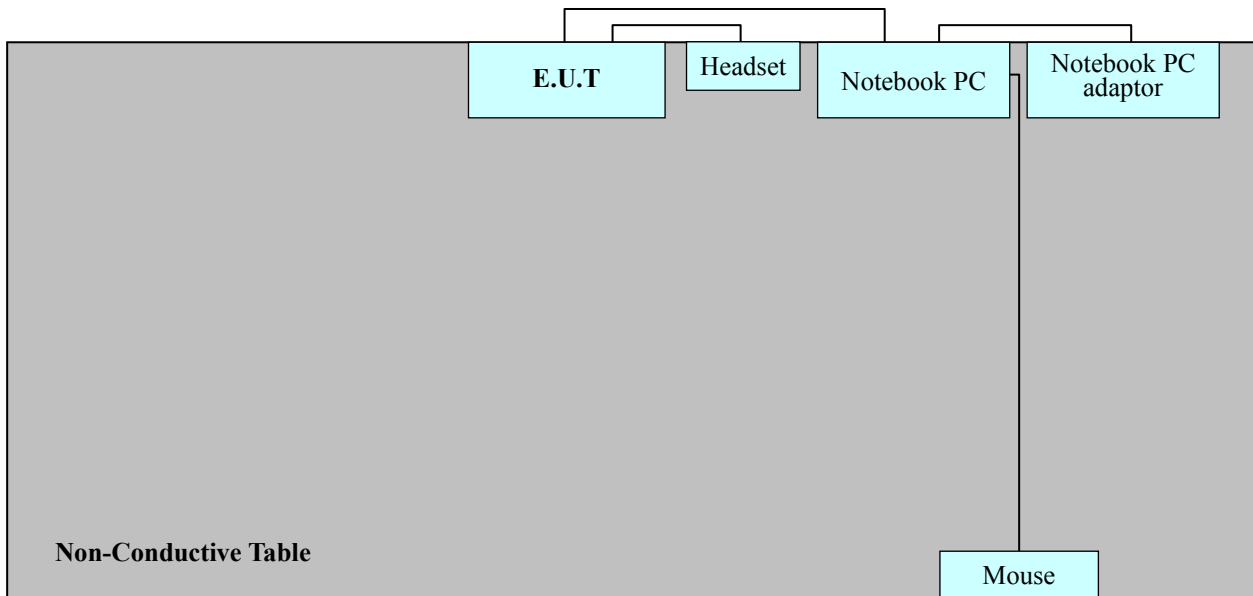 E.U.T
Headset
Notebook PC
Notebook PC
adaptor
Non-Conductive Table
Mouse